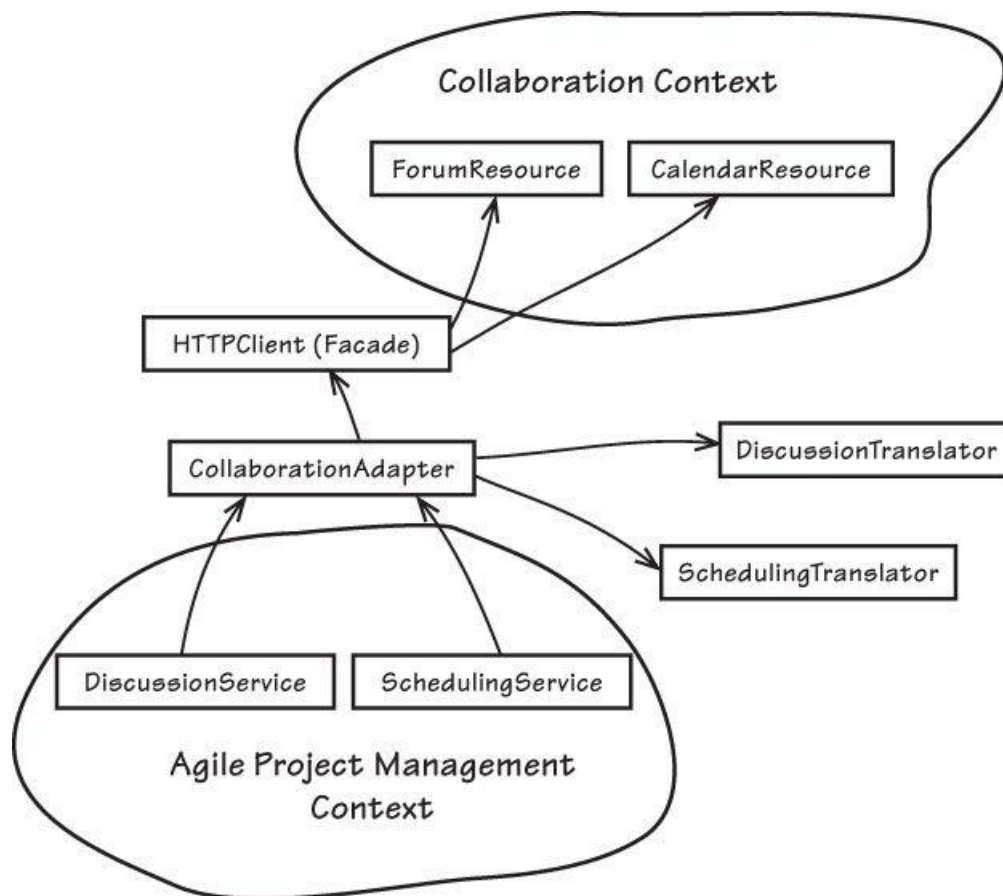 Collaboration Context
ForumResource
CalendarResource
HTTPClient (Facade)
CollaborationAdapter
DiscussionTranslator
SchedulingTranslator
DiscussionService
SchedulingService
Agile Project Management
Context